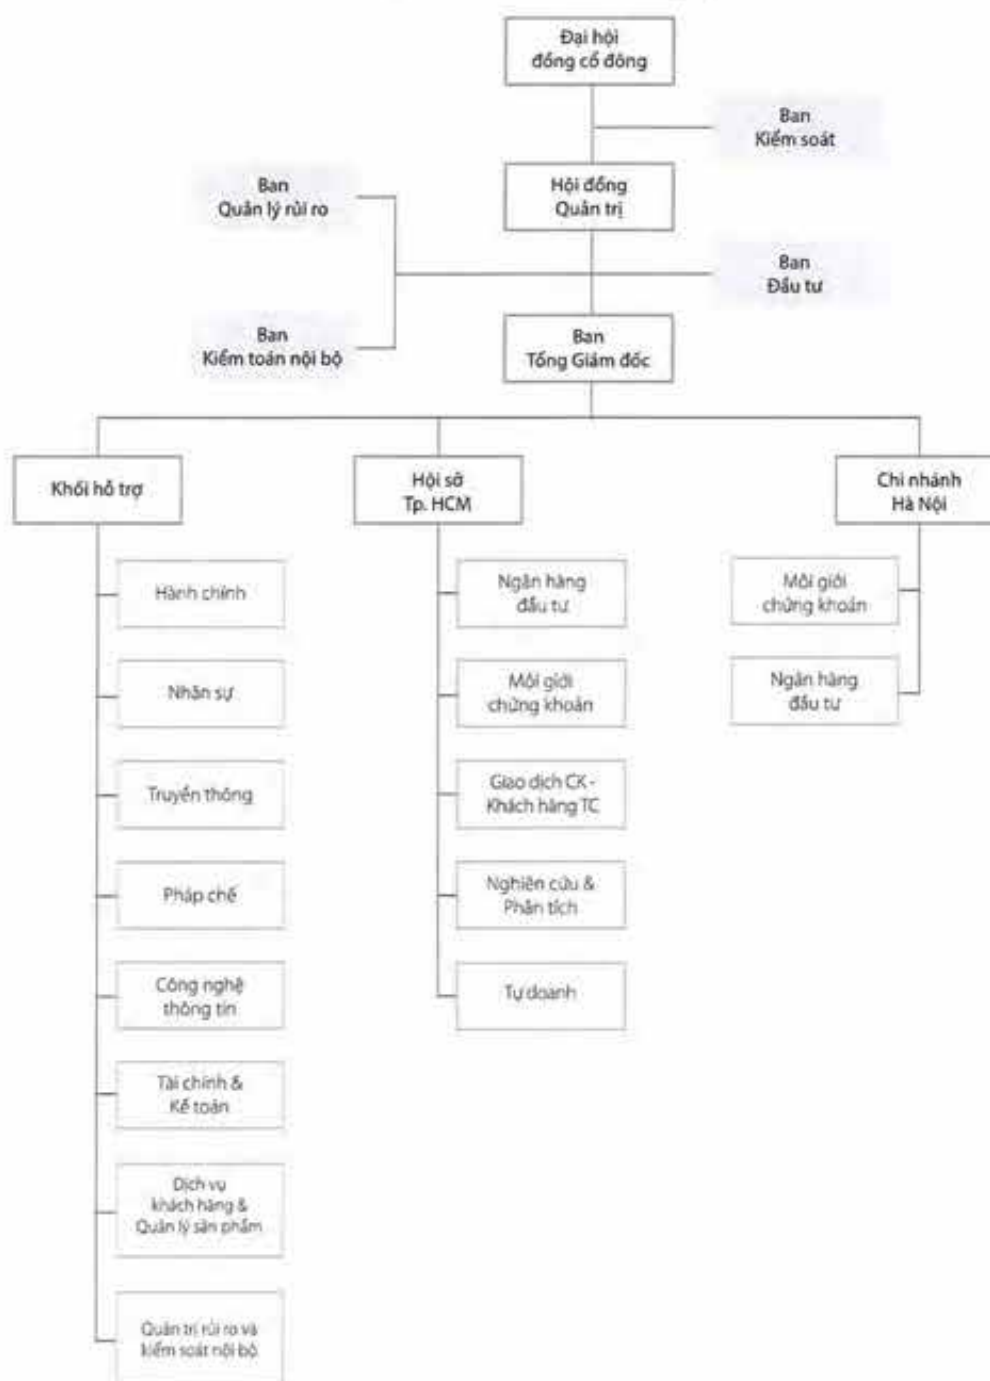 Đại hội
đồng cổ đông
Ban
Kiểm soát
Hội đồng
Quản trị
Ban
Quản lý rủi ro
Ban
Đầu tư
Ban
Kiểm toán nội bộ
Ban
Tổng Giám đốc
Khối hỗ trợ
Hành chính
Nhân sự
Truyền thông
Pháp chế
Công nghệ
thông tin
Tài chính &
Kế toán
Dịch vụ
khách hàng &
Quản lý sản phẩm
Quản trị rủi ro và
kiểm soát nội bộ
Hội sở
Tp. HCM
Ngân hàng
đầu tư
Môi giới
chứng khoán
Giao dịch CK -
Khách hàng TC
Nghiên cứu &
Phân tích
Tự doanh
Chi nhánh
Hà Nội
Môi giới
chứng khoán
Ngân hàng
đầu tư